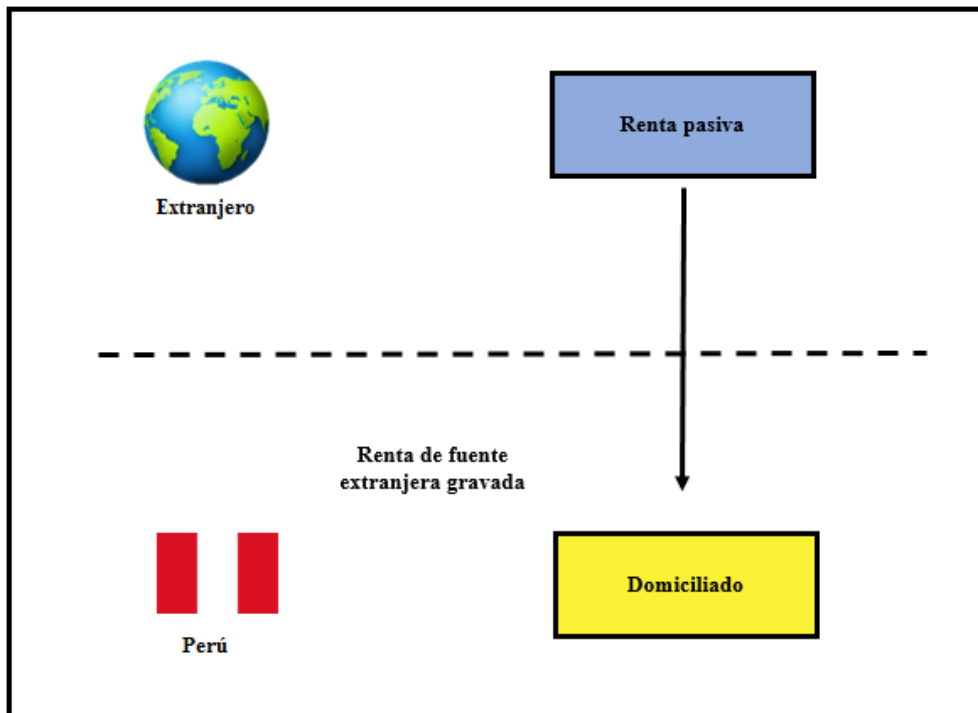 Renta pasiva
Extranjero
Renta de fuente
extranjera gravada
Domiciliado
Perú